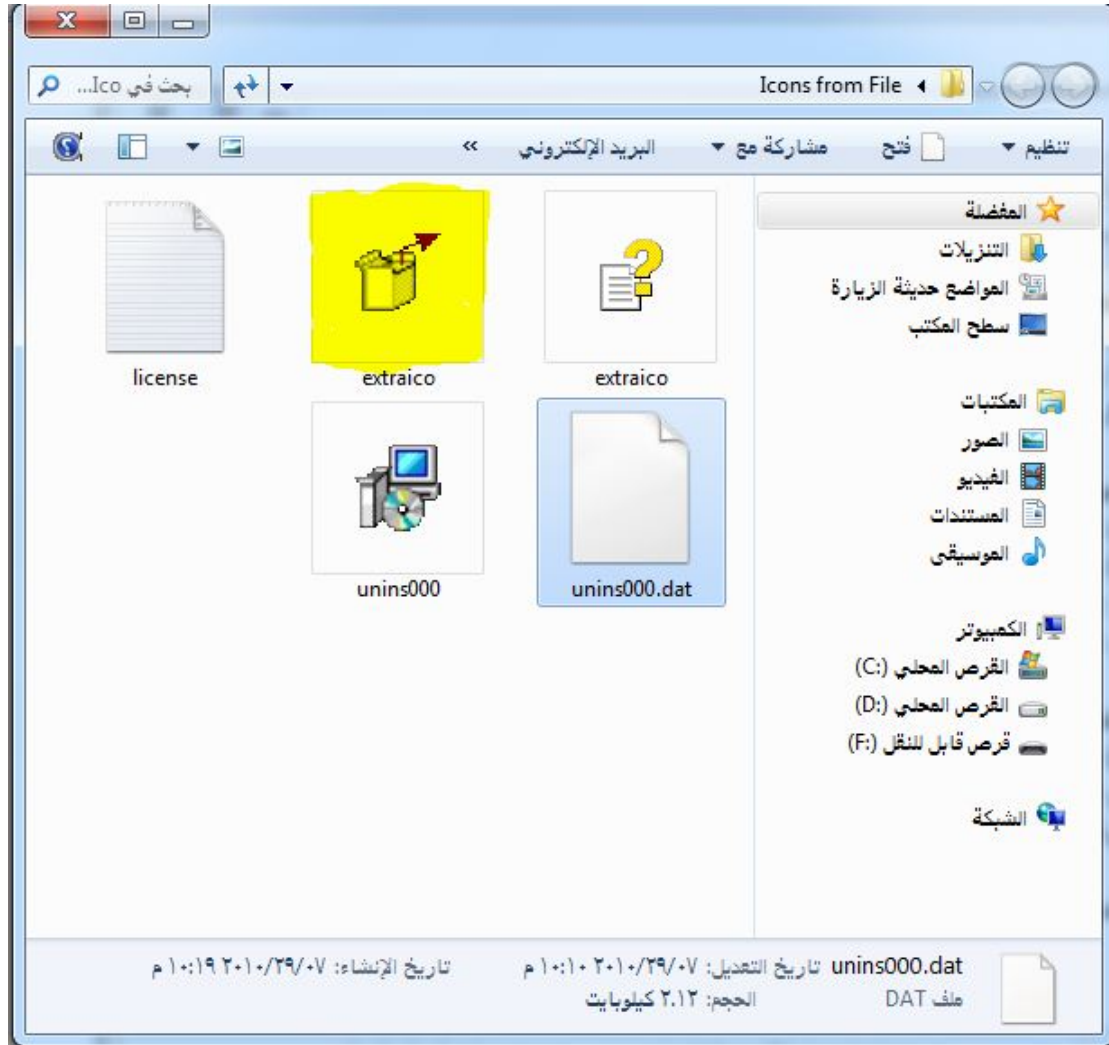 Icons from File
بحث في Ico...
تنظيم
فتح
مشاركة مع
البريد الإلكتروني
»
المفضلة
التنزيلات
المواضع حديثة الزيارة
سطح المكتب
المكتبات
الصور
الفيديو
المستندات
الموسيقى
الكمبيوتر
القرص المحلي (C:)
القرص المحلي (D:)
قرص قابل للنقل (F:)
الشبكة
extraico
extraico
license
unins000.dat
unins000
unins000.dat تاريخ التعديل: ٢٠١٠/٢٩/٠٧ ١٠:١٠ م تاريخ الإنشاء: ٢٠١٠/٢٩/٠٧ ١٠:١٩ م
ملف DAT الحجم: ٢.١٢ كيلوبايت